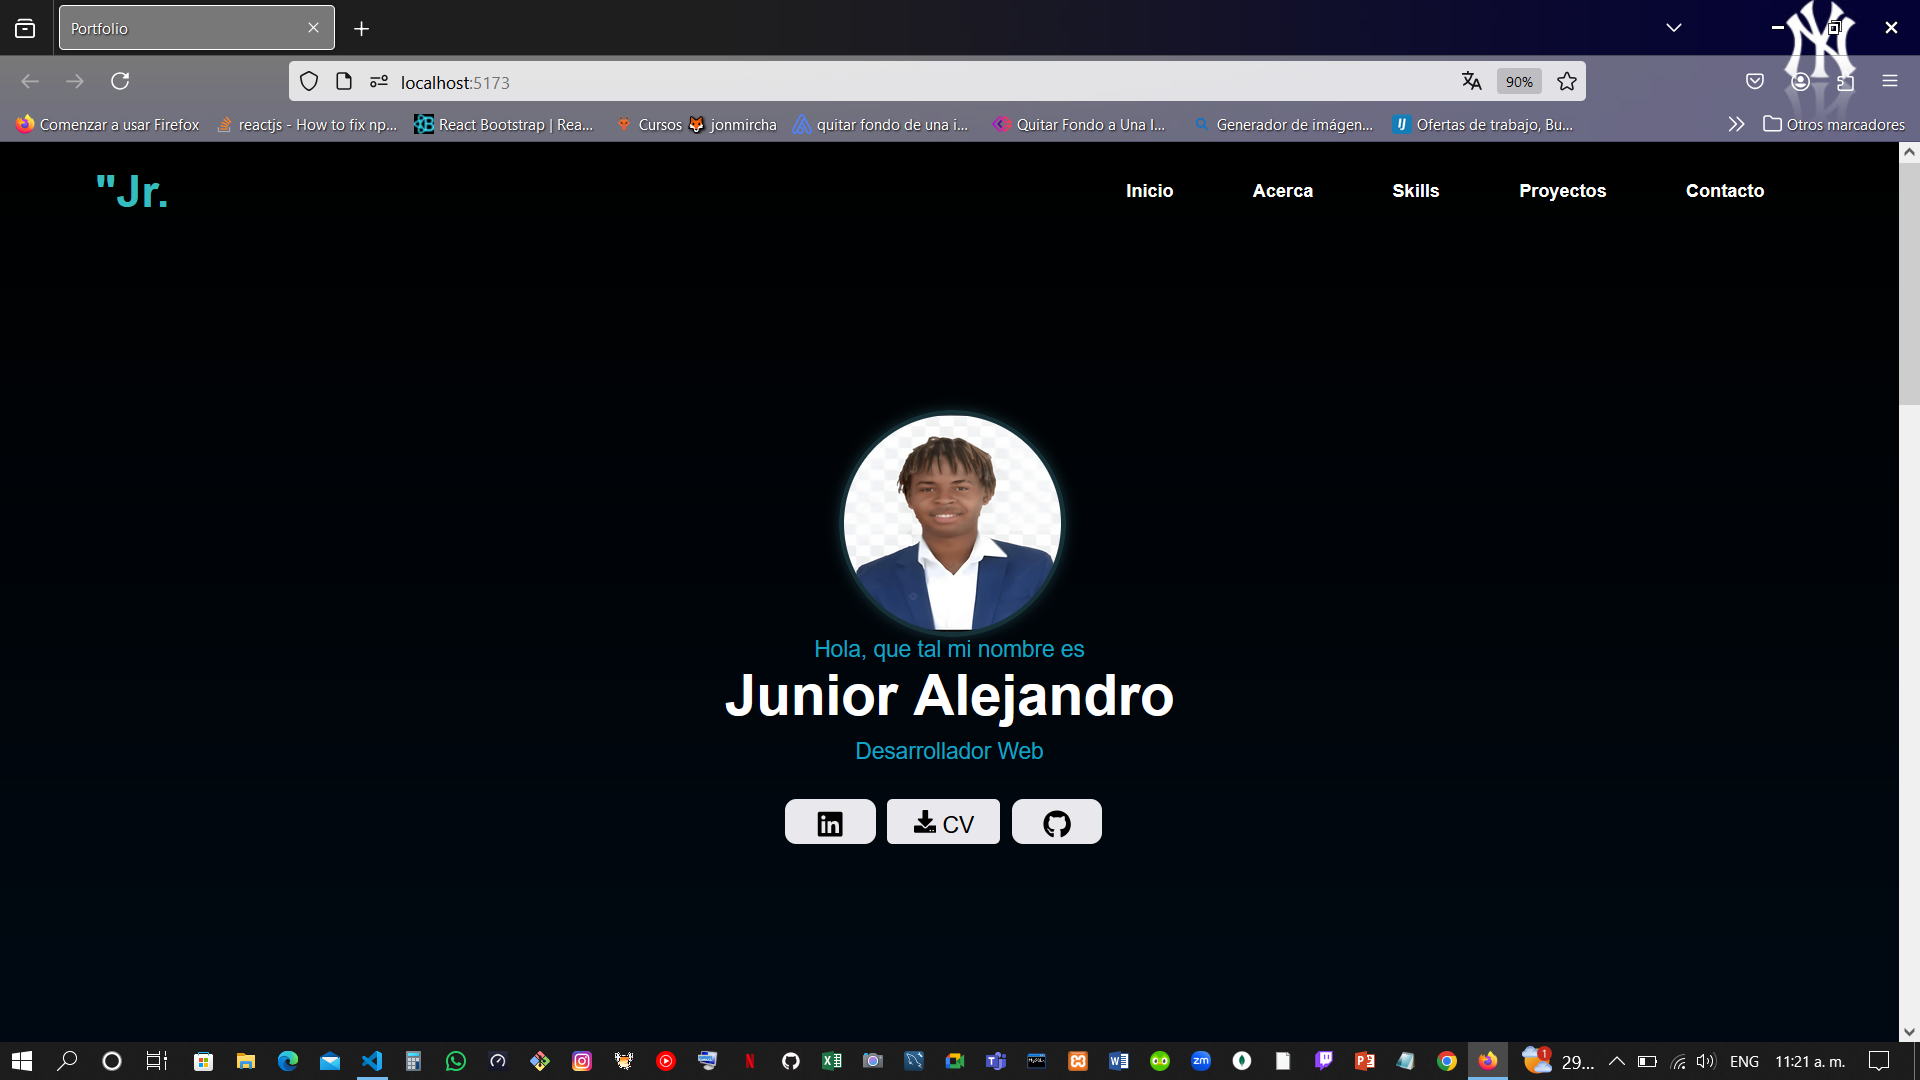 Portfolio
localhost:5173
90%
Comenzar a usar Firefox
reactjs - How to fix np...
React Bootstrap | Rea...
Cursos
jonmircha
quitar fondo de una i...
Quitar Fondo a Una I...
Generador de imágen...
Ofertas de trabajo, Bu...
Otros marcadores
"Jr.
Inicio
Acerca
Skills
Proyectos
Contacto
Hola, que tal mi nombre es
Junior Alejandro
Desarrollador Web
in
CV
29...
ENG
11:21 a. m.